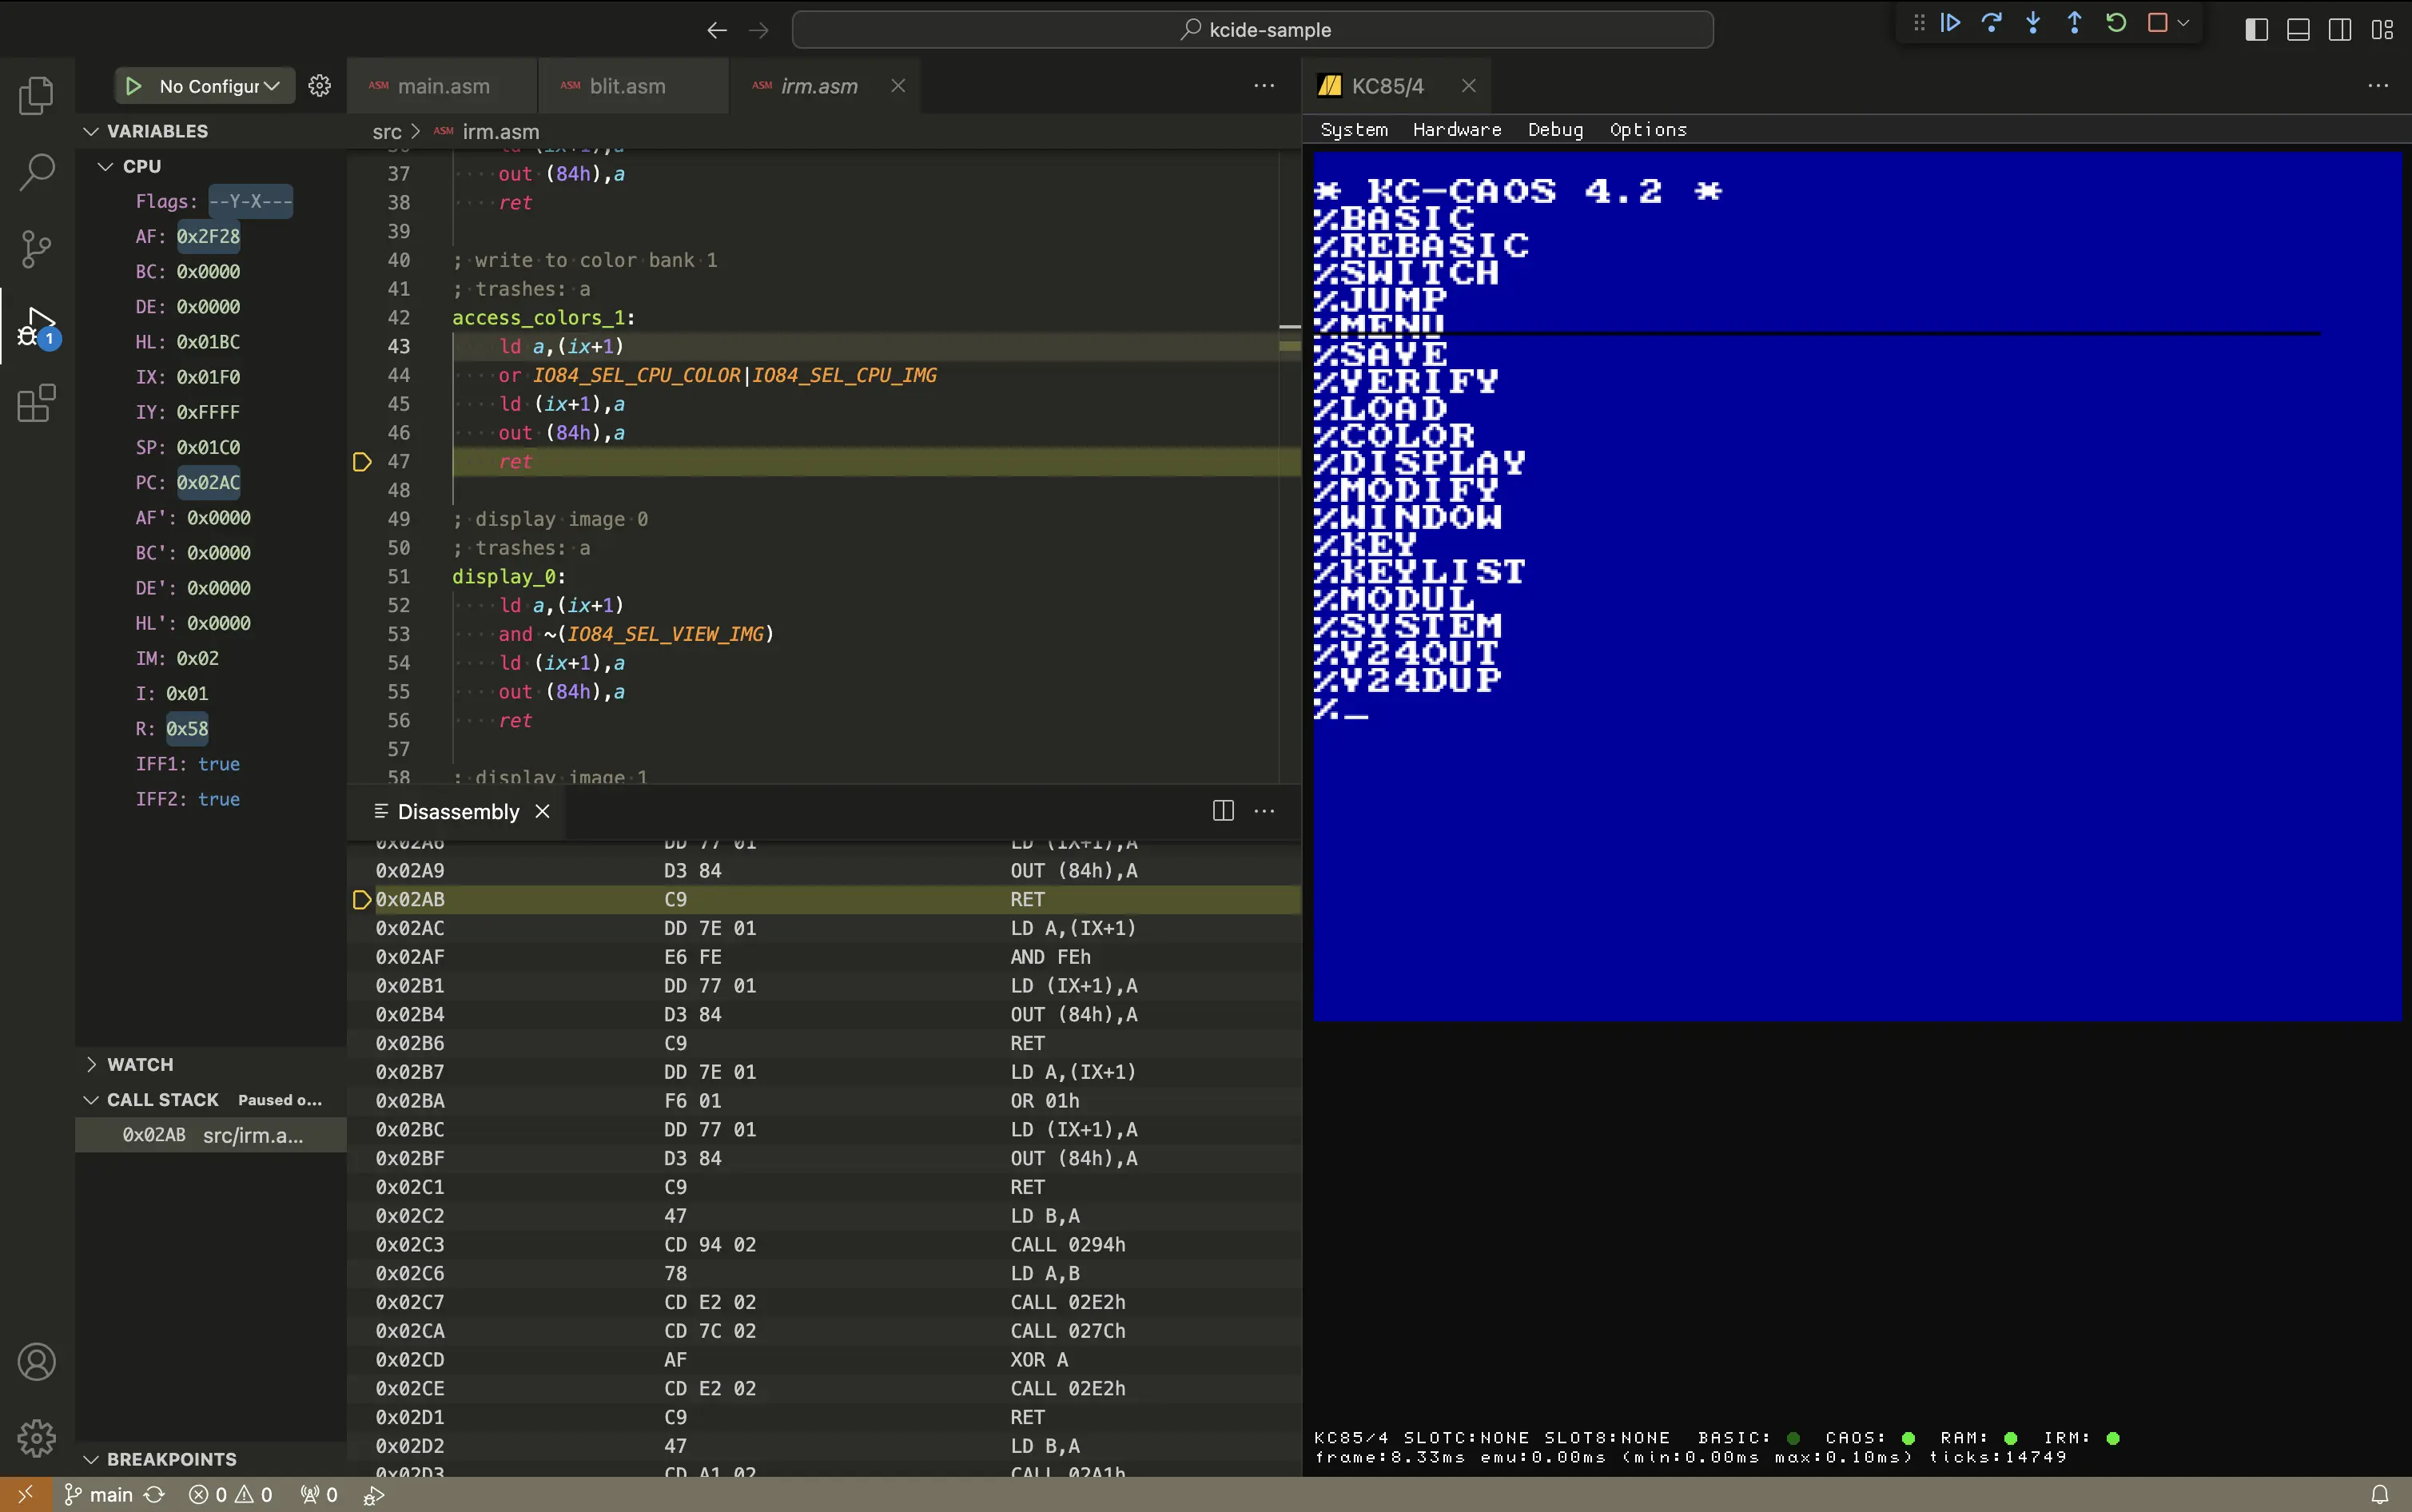 kcide-sample
No Configur
main.asm
blit.asm
irm.asm
KC85/4
src > irm.asm
System Hardware Debug Options
VARIABLES
CPU
Flags: --Y-X---
AF: 0x2F28
BC: 0x0000
DE: 0x0000
HL: 0x01BC
IX: 0x01F0
IY: 0xFFFF
SP: 0x01C0
PC: 0x02AC
AF': 0x0000
BC': 0x0000
DE': 0x0000
HL': 0x0000
IM: 0x02
I: 0x01
R: 0x58
IFF1: true
IFF2: true
WATCH
CALL STACK Paused o...
0x02AB src/irm.a...
BREAKPOINTS
37 out (84h),a
38 ret
39
40 ; write to color bank 1
41 ; trashes: a
42 access_colors_1:
43 ld a,(ix+1)
44 or IO84_SEL_CPU_COLOR|IO84_SEL_CPU_IMG
45 ld (ix+1),a
46 out (84h),a
47 ret
48
49 ; display image 0
50 ; trashes: a
51 display_0:
52 ld a,(ix+1)
53 and ~(IO84_SEL_VIEW_IMG)
54 ld (ix+1),a
55 out (84h),a
56 ret
57
58 ; display image 1
Disassembly
0x02A6 DD 77 01 LD (IX+1),A
0x02A9 D3 84 OUT (84h),A
0x02AB C9 RET
0x02AC DD 7E 01 LD A,(IX+1)
0x02AF E6 FE AND FEh
0x02B1 DD 77 01 LD (IX+1),A
0x02B4 D3 84 OUT (84h),A
0x02B6 C9 RET
0x02B7 DD 7E 01 LD A,(IX+1)
0x02BA F6 01 OR 01h
0x02BC DD 77 01 LD (IX+1),A
0x02BF D3 84 OUT (84h),A
0x02C1 C9 RET
0x02C2 47 LD B,A
0x02C3 CD 94 02 CALL 0294h
0x02C6 78 LD A,B
0x02C7 CD E2 02 CALL 02E2h
0x02CA CD 7C 02 CALL 027Ch
0x02CD AF XOR A
0x02CE CD E2 02 CALL 02E2h
0x02D1 C9 RET
0x02D2 47 LD B,A
0x02D3 CD A1 02 CALL 02A1h
* KC-CAOS 4.2 *
%BASIC
%REBASIC
%SWITCH
%JUMP
%MENU
%SAVE
%VERIFY
%LOAD
%COLOR
%DISPLAY
%MODIFY
%WINDOW
%KEY
%KEYLIST
%MODUL
%SYSTEM
%V24OUT
%V24DUP
%_
KC85/4 SLOTC:NONE SLOT8:NONE BASIC: CAOS: RAM: IRM:
frame:8.33ms emu:0.00ms (min:0.00ms max:0.10ms) ticks:14749
1
main 0 0 0